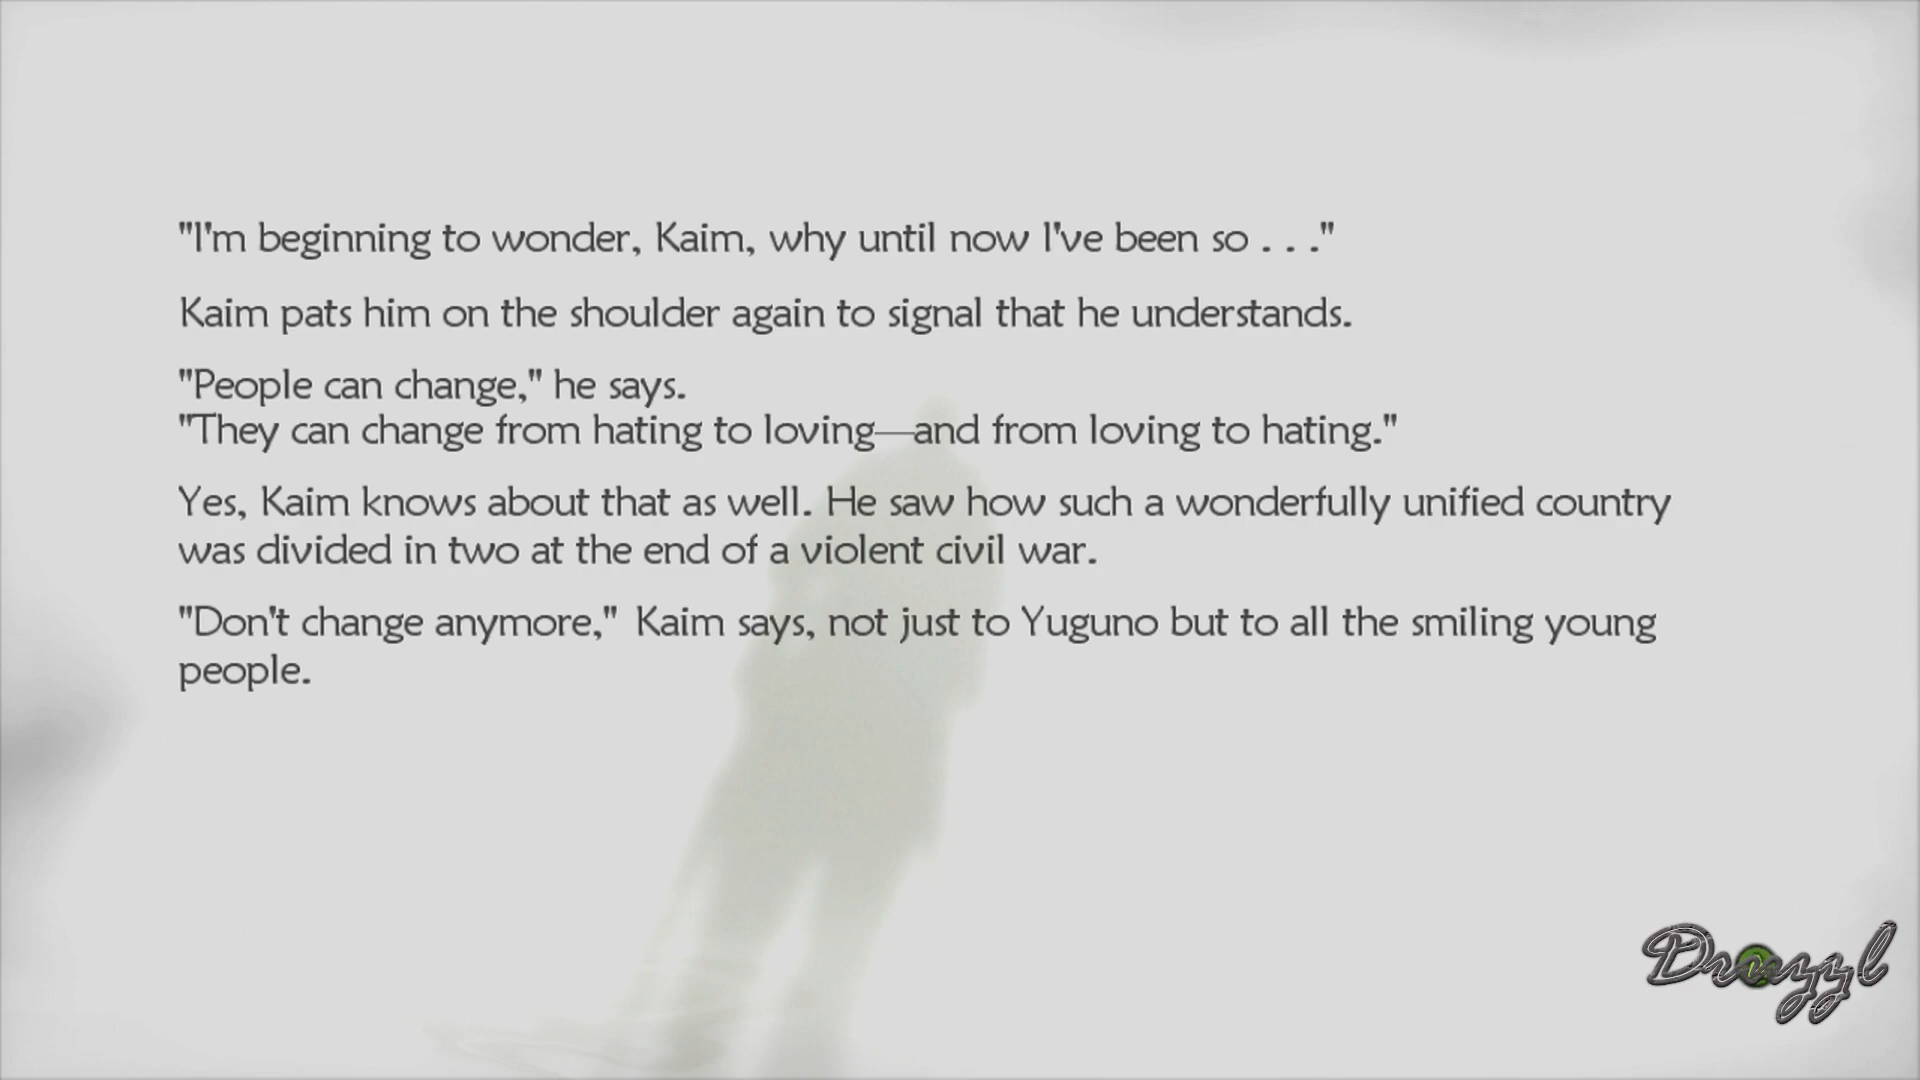 "I'm beginning to wonder, Kaim, why until now I've been so . . ."
Kaim pats him on the shoulder again to signal that he understands.
"People can change," he says.
"They can change from hating to loving—and from loving to hating."
Yes, Kaim knows about that as well. He saw how such a wonderfully unified country
was divided in two at the end of a violent civil war.
"Don't change anymore,"  Kaim says, not just to Yuguno but to all the smiling young
people.
Drazyl